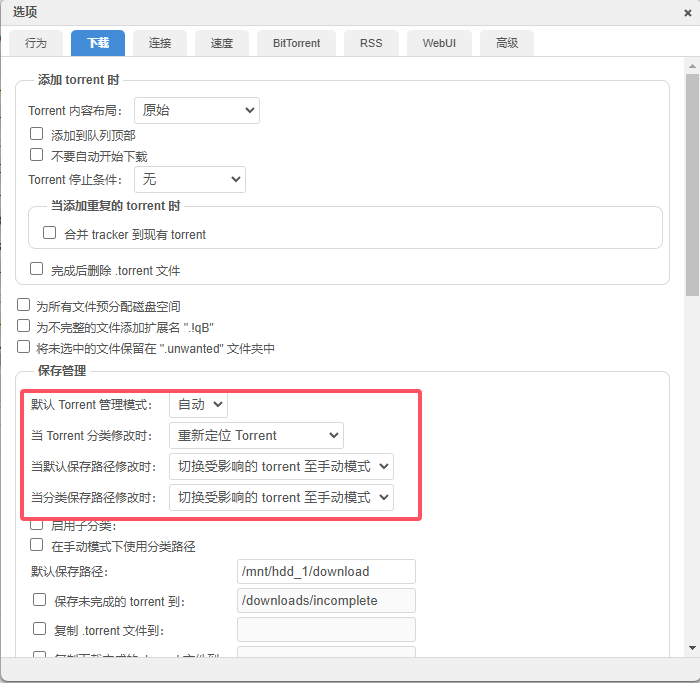 选项
行为 下载 连接 速度 BitTorrent RSS WebUI 高级
添加 torrent 时
Torrent 内容布局： 原始
添加到队列顶部
不要自动开始下载
Torrent 停止条件： 无
当添加重复的 torrent 时
合并 tracker 到现有 torrent
完成后删除 .torrent 文件
为所有文件预分配磁盘空间
为不完整的文件添加扩展名 ".!qB"
将未选中的文件保留在 ".unwanted" 文件夹中
保存管理
默认 Torrent 管理模式： 自动
当 Torrent 分类修改时： 重新定位 Torrent
当默认保存路径修改时： 切换受影响的 torrent 至手动模式
当分类保存路径修改时： 切换受影响的 torrent 至手动模式
启用子分类：
在手动模式下使用分类路径
默认保存路径： /mnt/hdd_1/download
保存未完成的 torrent 到： /downloads/incomplete
复制 .torrent 文件到：
复制下载完成的 .torrent 文件到：